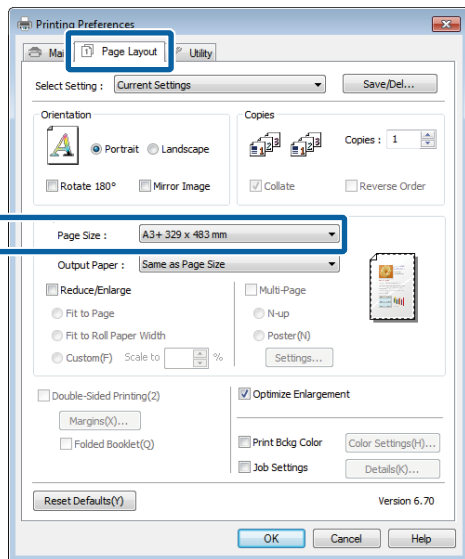 Printing Preferences
Mai Page Layout Utility
Select Setting : Current Settings Save/Del...
Orientation Copies
Portrait Landscape Copies : 1
Rotate 180° Mirror Image Collate Reverse Order
Page Size : A3+ 329 x 483 mm
Output Paper : Same as Page Size
Reduce/Enlarge Multi-Page
Fit to Page N-up
Fit to Roll Paper Width Poster(N)
Custom(F) Scale to % Settings...
Double-Sided Printing(2) Optimize Enlargement
Margins(X)...
Folded Booklet(Q) Print Bckg Color Color Settings(H)...
Job Settings Details(K)...
Reset Defaults(Y) Version 6.70
OK Cancel Help